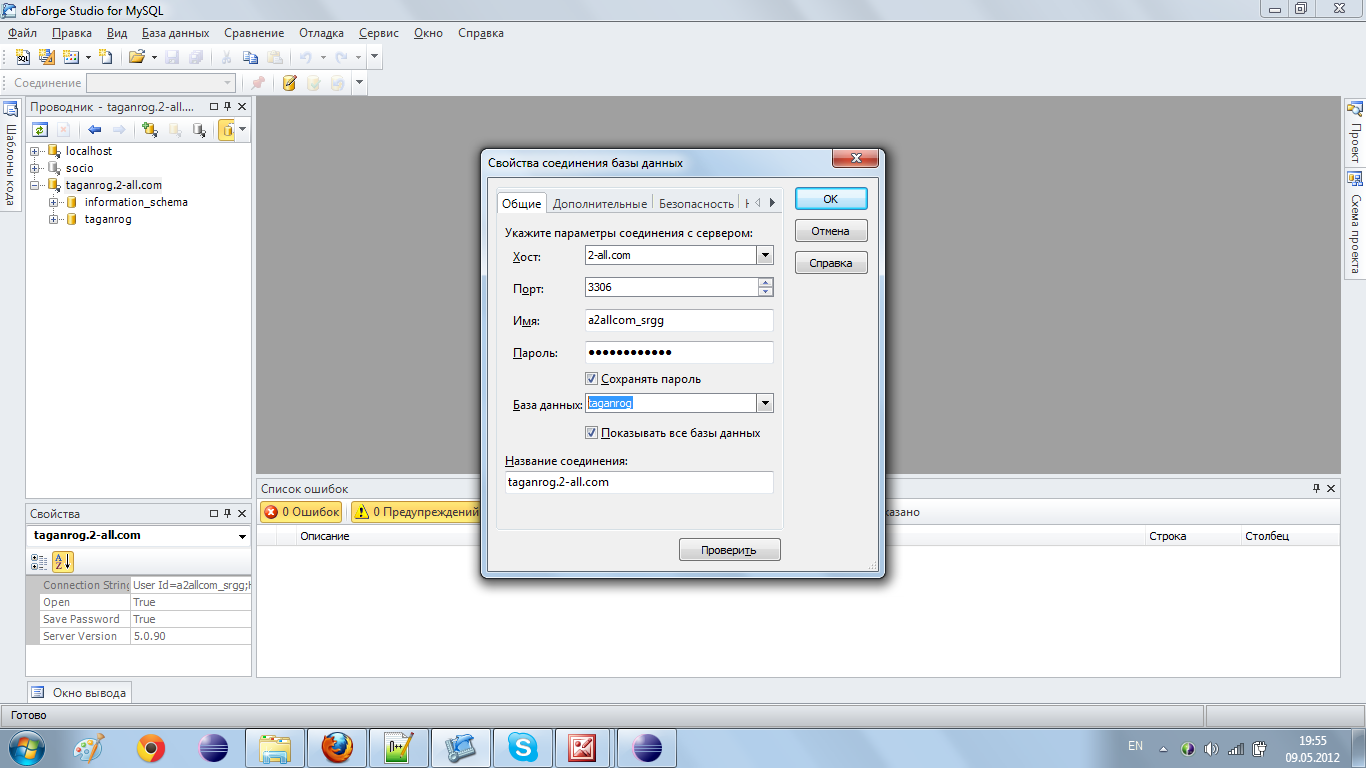 dbForge Studio for MySQL
Файл Правка Вид База данных Сравнение Отладка Сервис Окно Справка
SQL
Соединение
Шаблоны кода
Проводник - taganrog.2-all....
localhost
socio
taganrog.2-all.com
information_schema
taganrog
Проект
Схема проекта
Свойства соединения базы данных
Общие Дополнительные Безопасность
Укажите параметры соединения с сервером:
Хост: 2-all.com
Порт: 3306
Имя: a2allcom_srgg
Пароль: ●●●●●●●●●●●●
Сохранять пароль
База данных: taganrog
Показывать все базы данных
Название соединения:
taganrog.2-all.com
Проверить
OK
Отмена
Справка
Список ошибок
0 Ошибок 0 Предупреждений
Описание Строка Столбец
Свойства
taganrog.2-all.com
Connection String User Id=a2allcom_srgg;
Open True
Save Password True
Server Version 5.0.90
Окно вывода
Готово
EN
19:55
09.05.2012